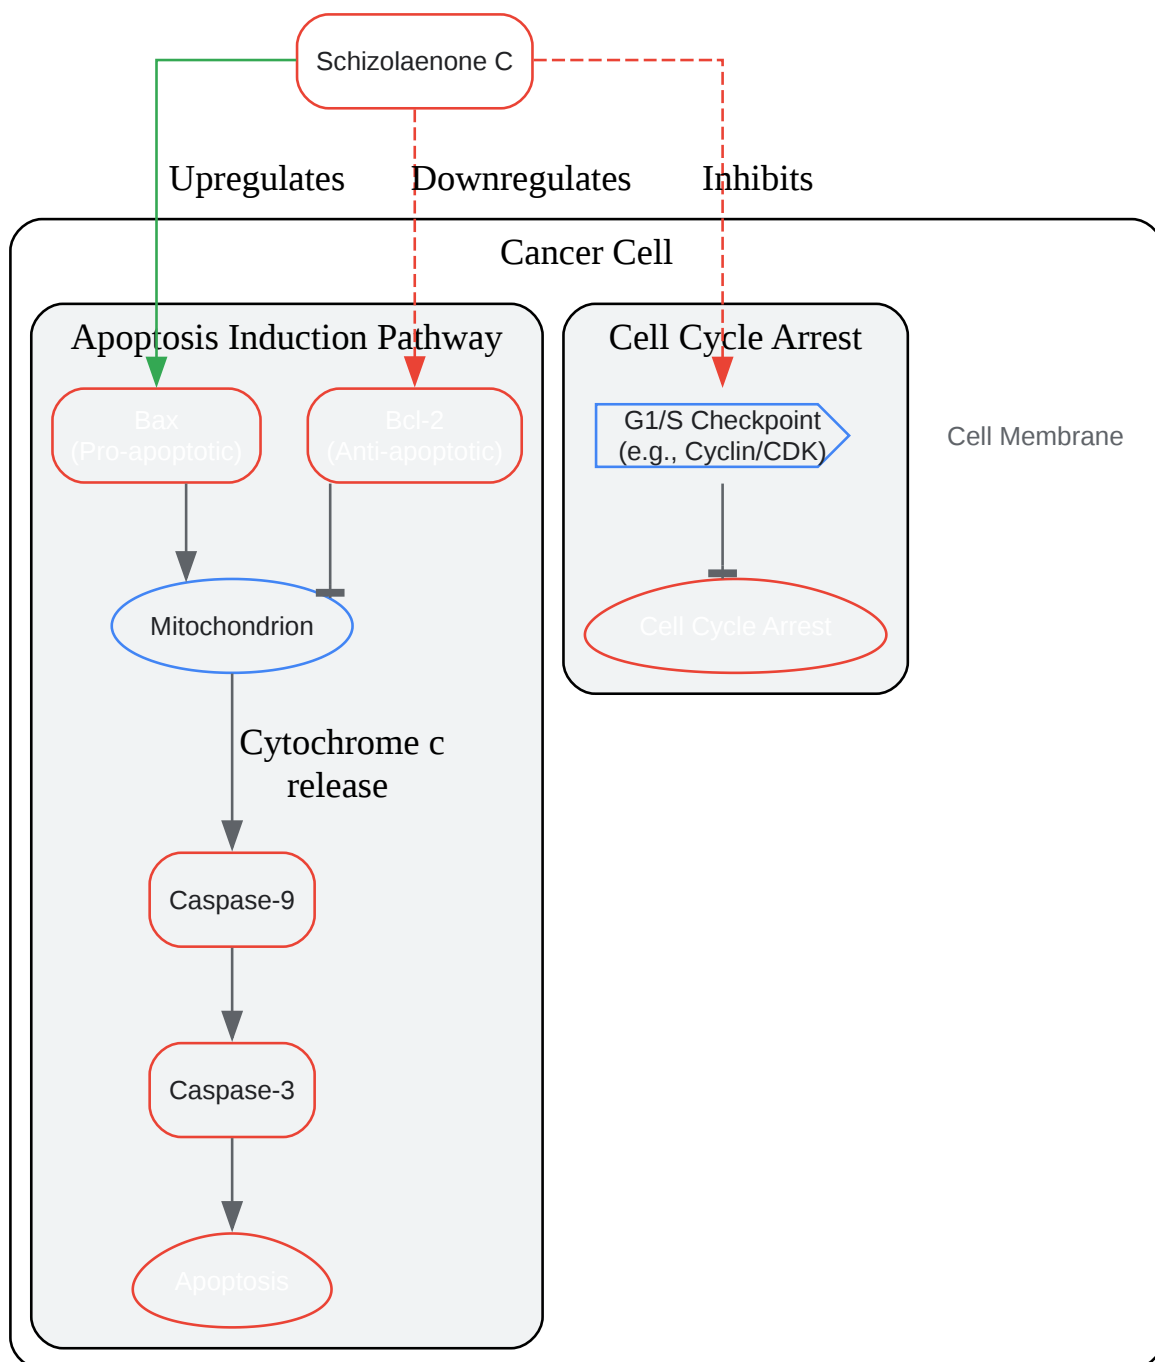 Schizolaenone C
Upregulates
Downregulates
Inhibits
Cancer Cell
Apoptosis Induction Pathway
Cell Cycle Arrest
Bax
(Pro-apoptotic)
Bcl-2
(Anti-apoptotic)
G1/S Checkpoint
(e.g., Cyclin/CDK)
Cell Membrane
Mitochondrion
Cell Cycle Arrest
Cytochrome c
release
Caspase-9
Caspase-3
Apoptosis